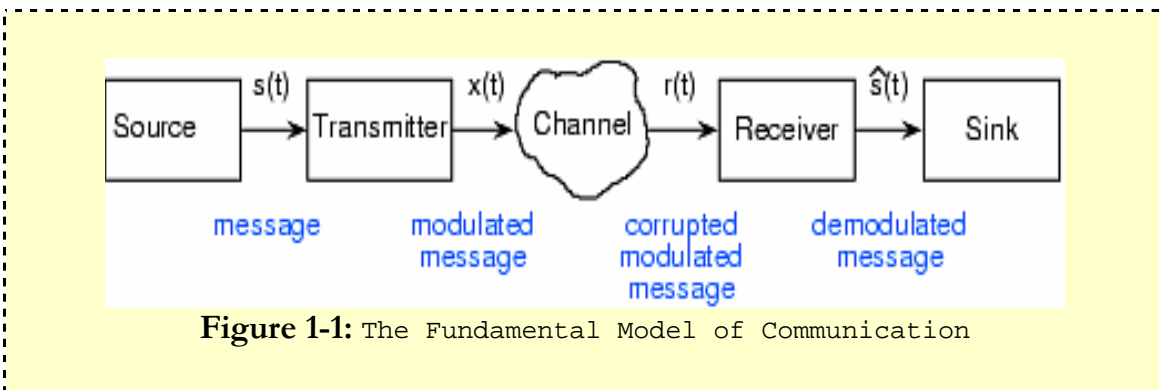 s(t) x(t) r(t) ŝ(t)
Source Transmitter Channel Receiver Sink
message modulated corrupted demodulated
message modulated message
message
Figure 1-1: The Fundamental Model of Communication